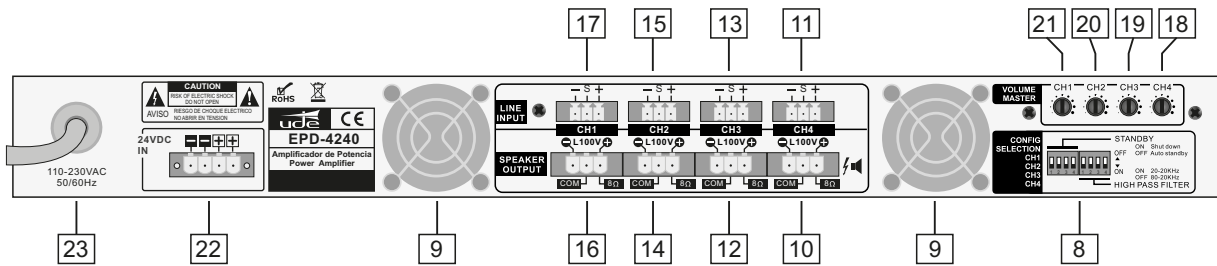 17 15 13 11 21 20 19 18
CAUTION
RISK OF ELECTRIC SHOCK
DO NOT OPEN
AVISO
RIESGO DE CHOQUE ELECTRICO
NO ABRIR EN TENSION
RoHS
ude CE
EPD-4240
Amplificador de Potencia
Power Amplifier
24VDC
IN
110-230VAC
50/60Hz
− S + − S + − S + − S +
LINE
INPUT
CH1 CH2 CH3 CH4
L100V L100V L100V L100V
SPEAKER
OUTPUT
COM 8Ω COM 8Ω COM 8Ω COM 8Ω
VOLUME
MASTER
CH1 CH2 CH3 CH4
CONFIG
SELECTION
CH1
CH2
CH3
CH4
STANDBY
ON Shut down
OFF Auto standby
OFF
ON
ON 20-20KHz
OFF 80-20KHz
HIGH PASS FILTER
23 22 9 16 14 12 10 9 8